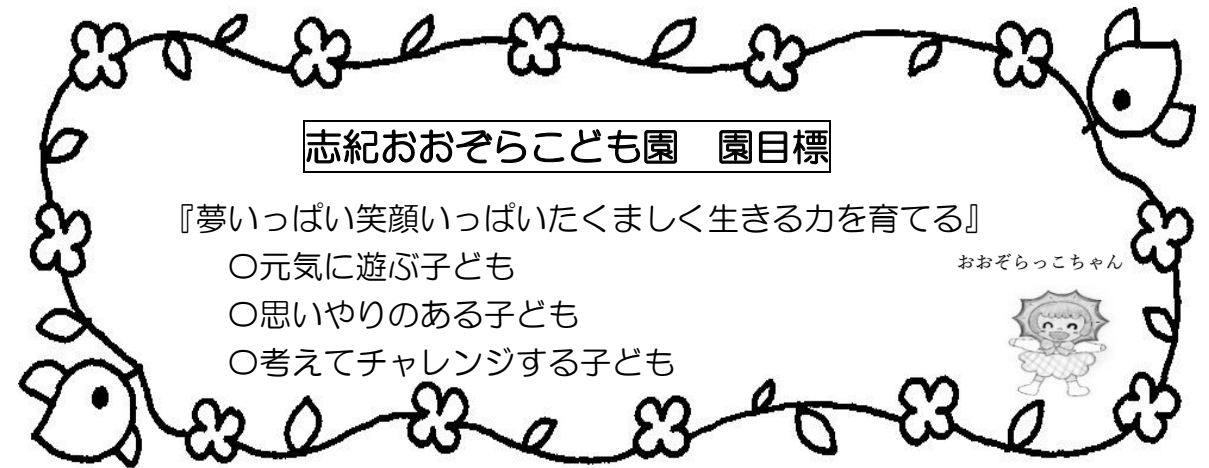 志紀おおぞらこども園　園目標
『夢いっぱい笑顔いっぱいたくましく生きる力を育てる』
〇元気に遊ぶ子ども
おおぞらっこちゃん
〇思いやりのある子ども
〇考えてチャレンジする子ども